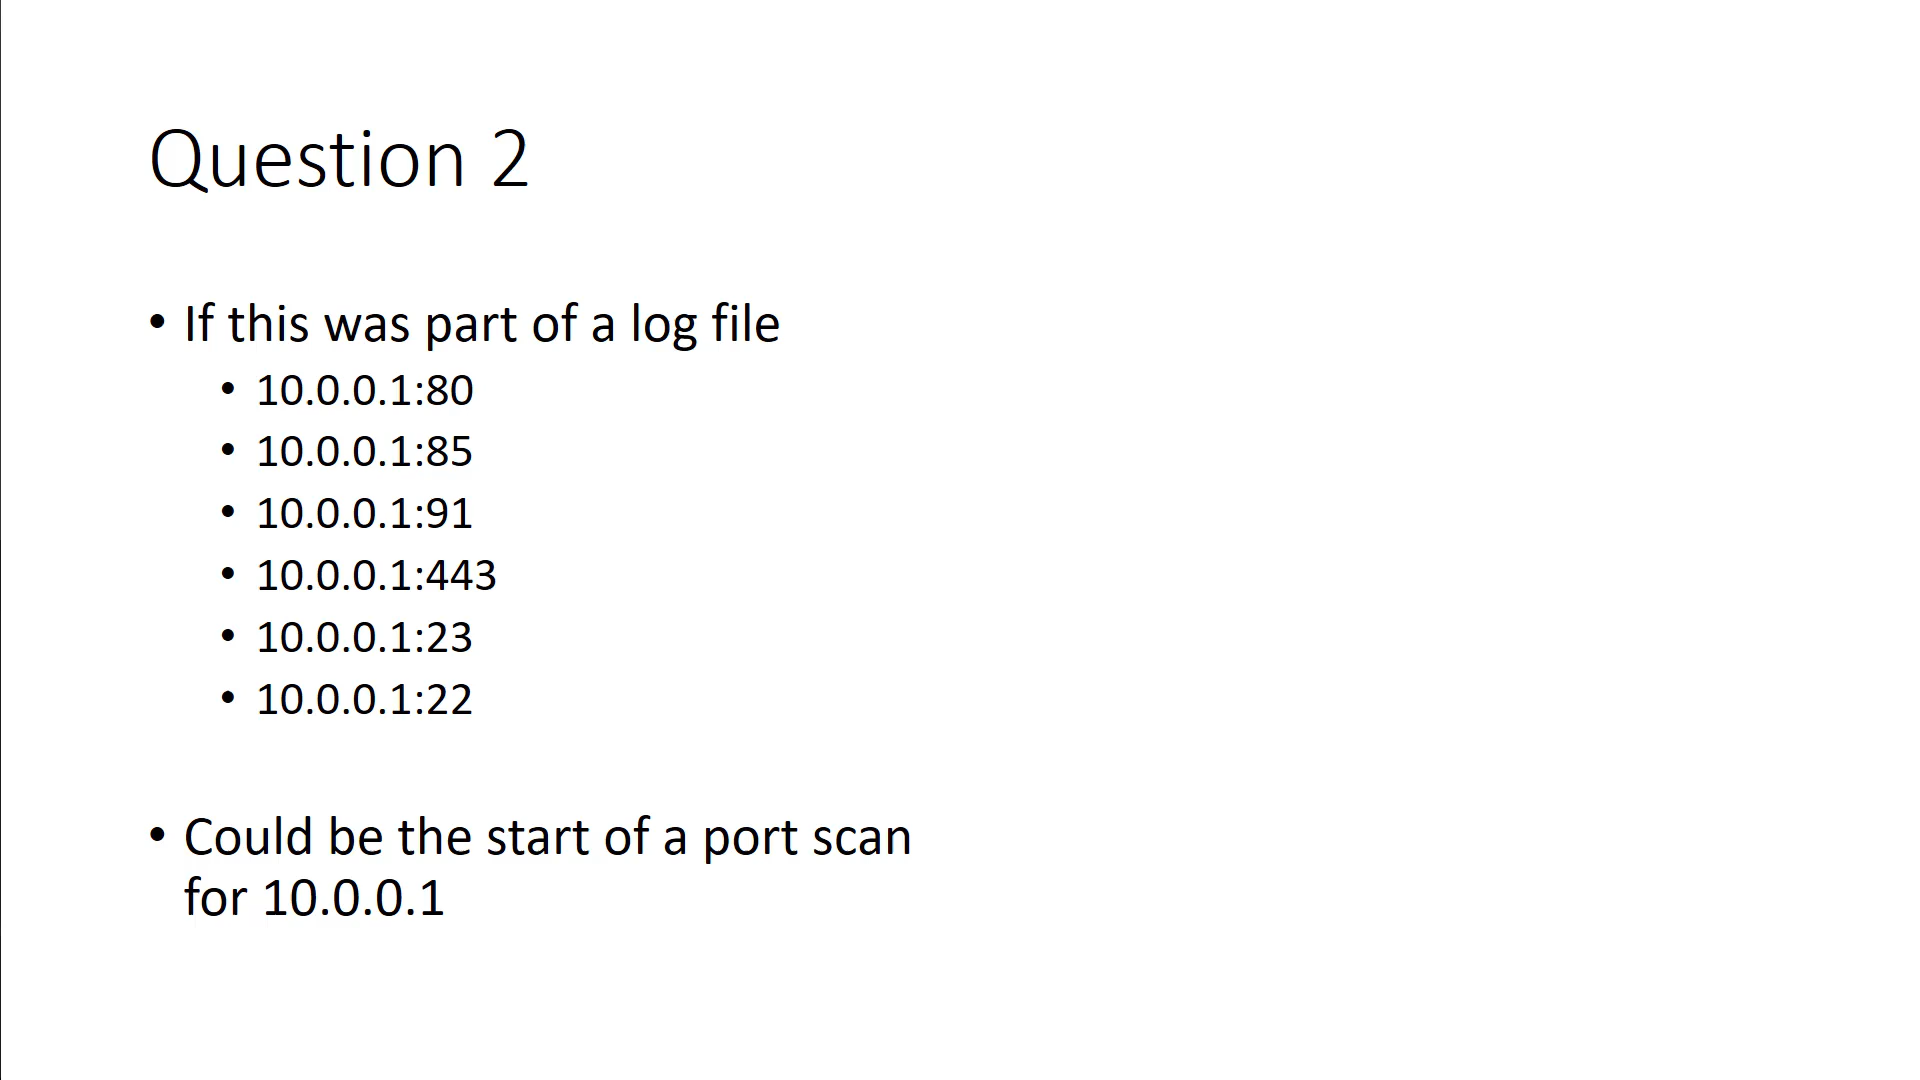 Question 2
• If this was part of a log file
• 10.0.0.1:80
• 10.0.0.1:85
• 10.0.0.1:91
• 10.0.0.1:443
• 10.0.0.1:23
• 10.0.0.1:22
• Could be the start of a port scan
for 10.0.0.1